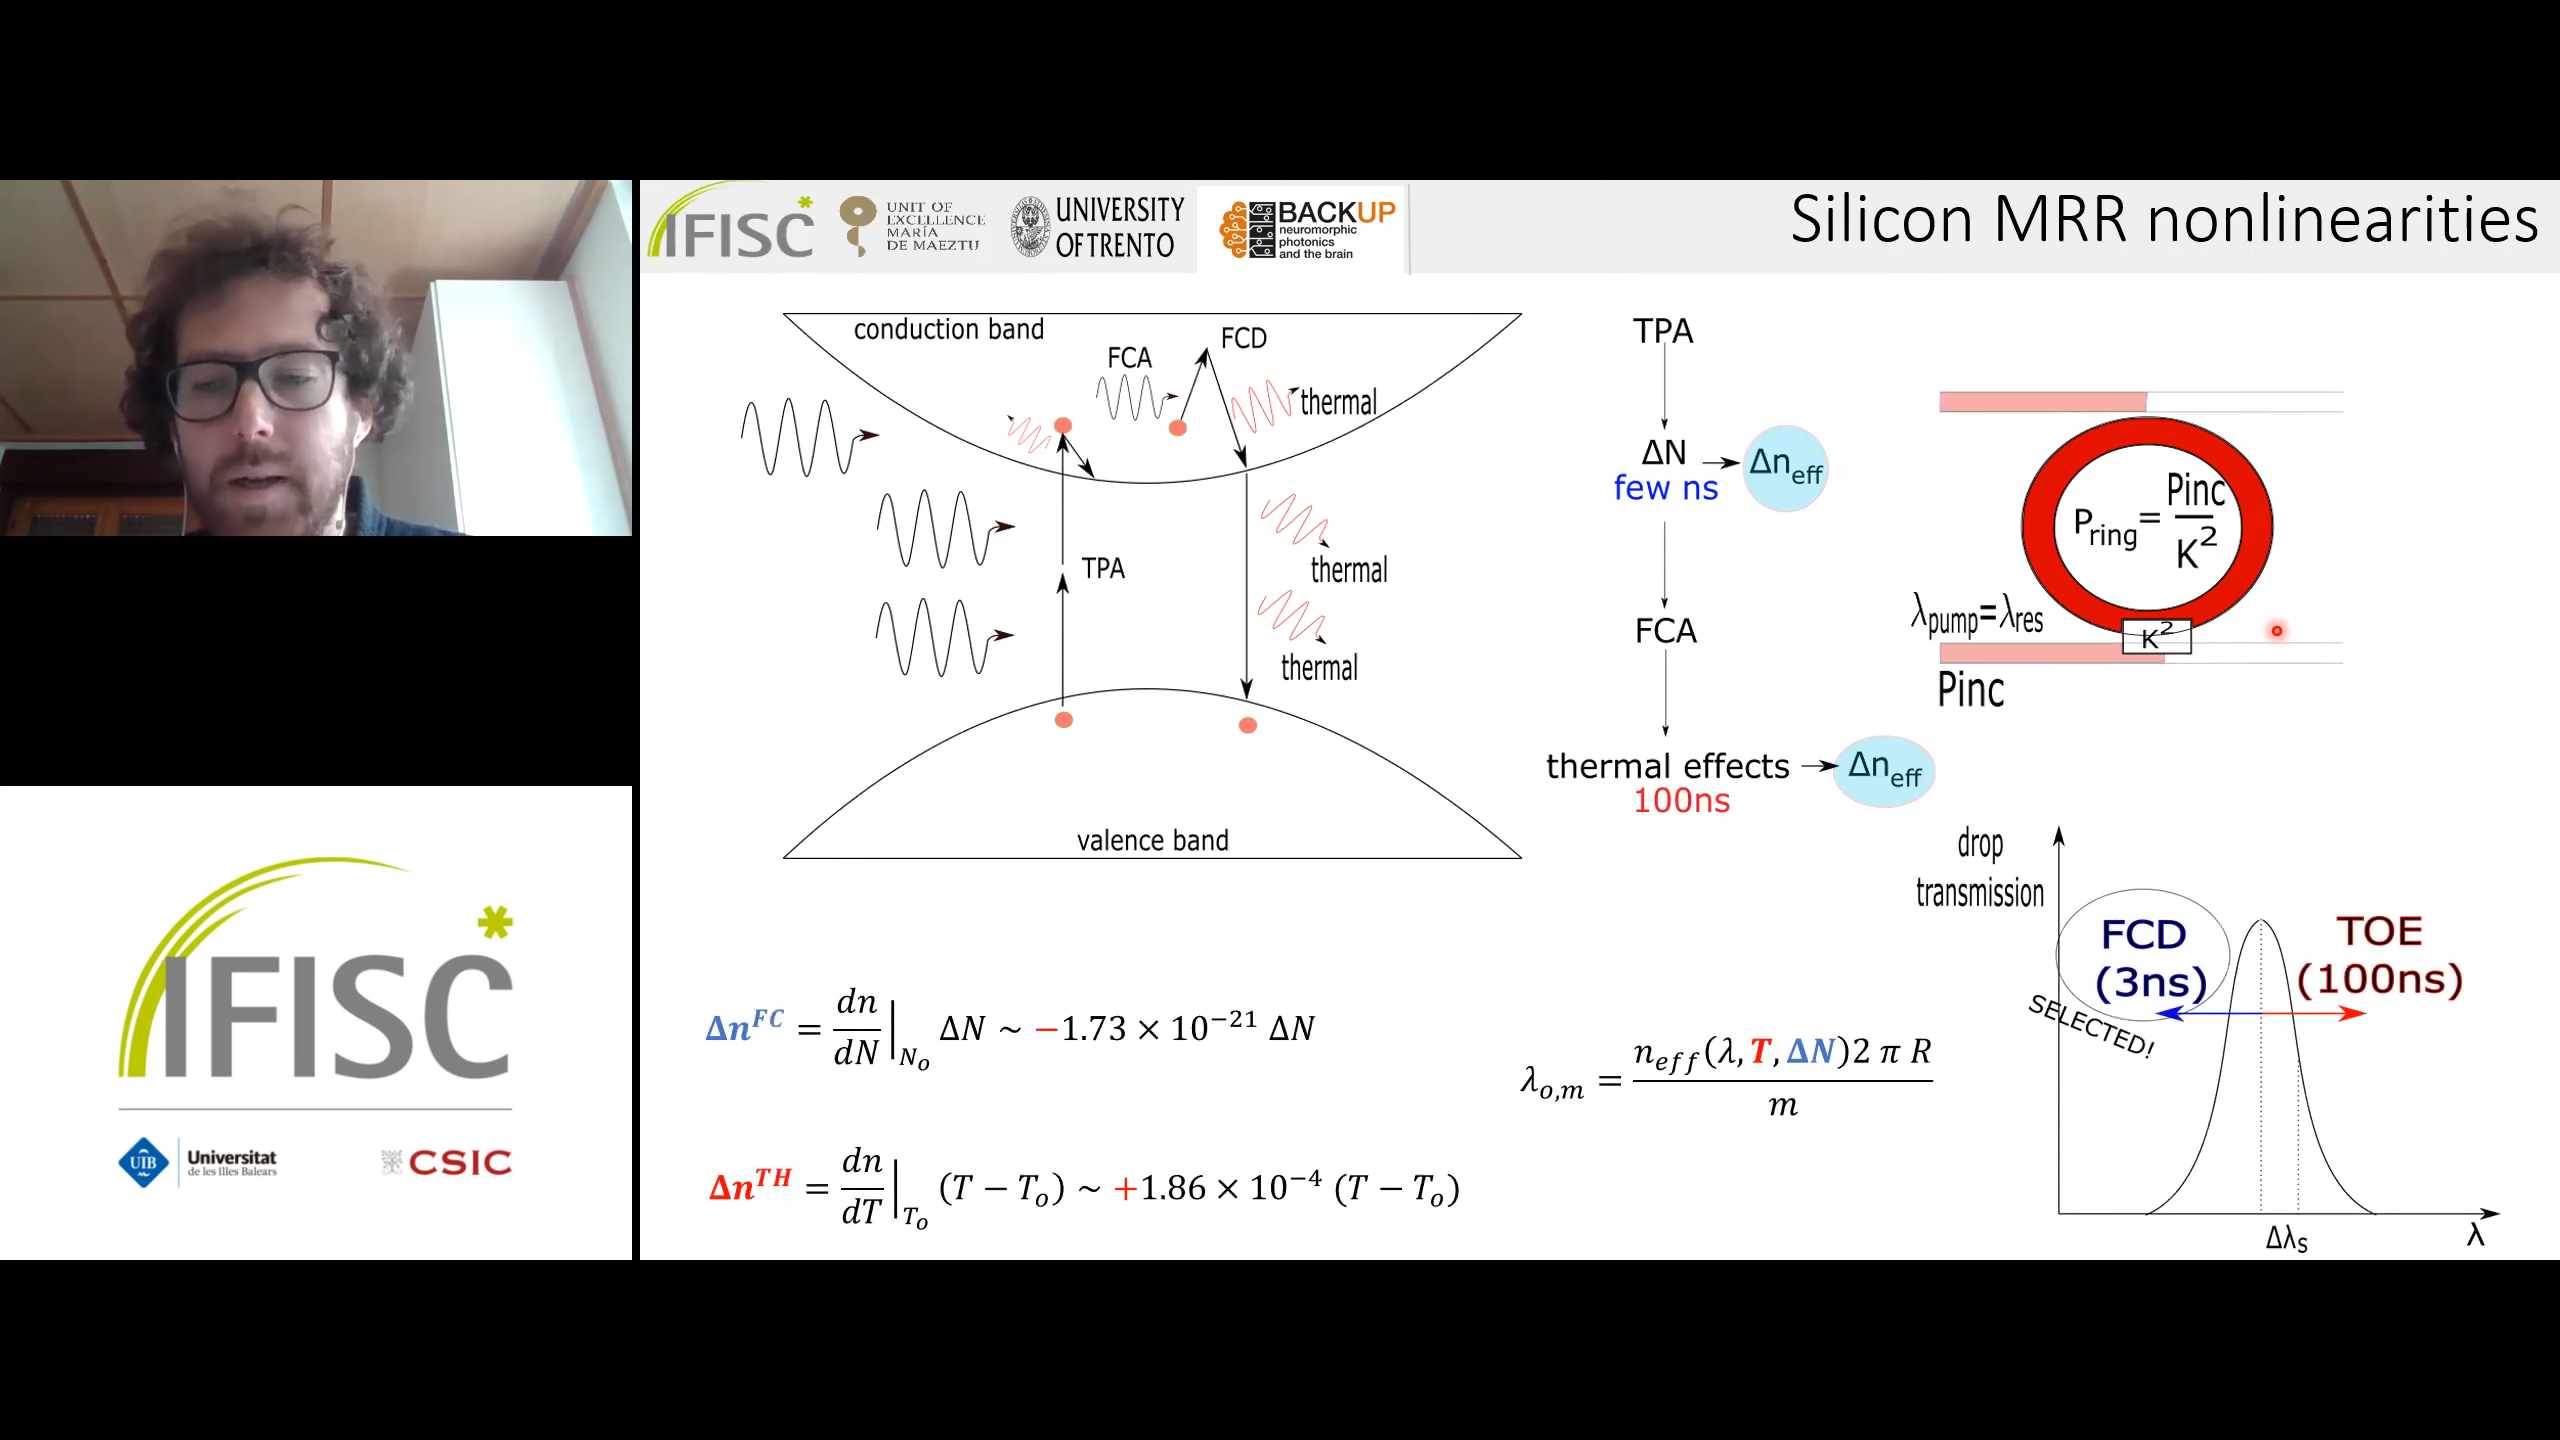 IFISC
UNIT OF
EXCELLENCE
MARÍA
DE MAEZTU
UNIVERSITY
OF TRENTO
BACKUP
neuromorphic
photonics
and the brain
Silicon MRR nonlinearities
conduction band
FCA
FCD
thermal
TPA
thermal
thermal
valence band
TPA
ΔN → Δn_eff
few ns
FCA
thermal effects → Δn_eff
100ns
P_ring = Pinc / K²
λ_pump=λ_res
K²
Pinc
drop
transmission
FCD
(3ns)
SELECTED!
TOE
(100ns)
Δλ_s
λ
Δn^FC = dn/dN |_N_o ΔN ~ −1.73 × 10^−21 ΔN
λ_o,m = n_eff(λ, T, ΔN)2 π R / m
Δn^TH = dn/dT |_T_o (T − T_o) ~ +1.86 × 10^−4 (T − T_o)
IFISC
UIB
Universitat
de les Illes Balears
CSIC